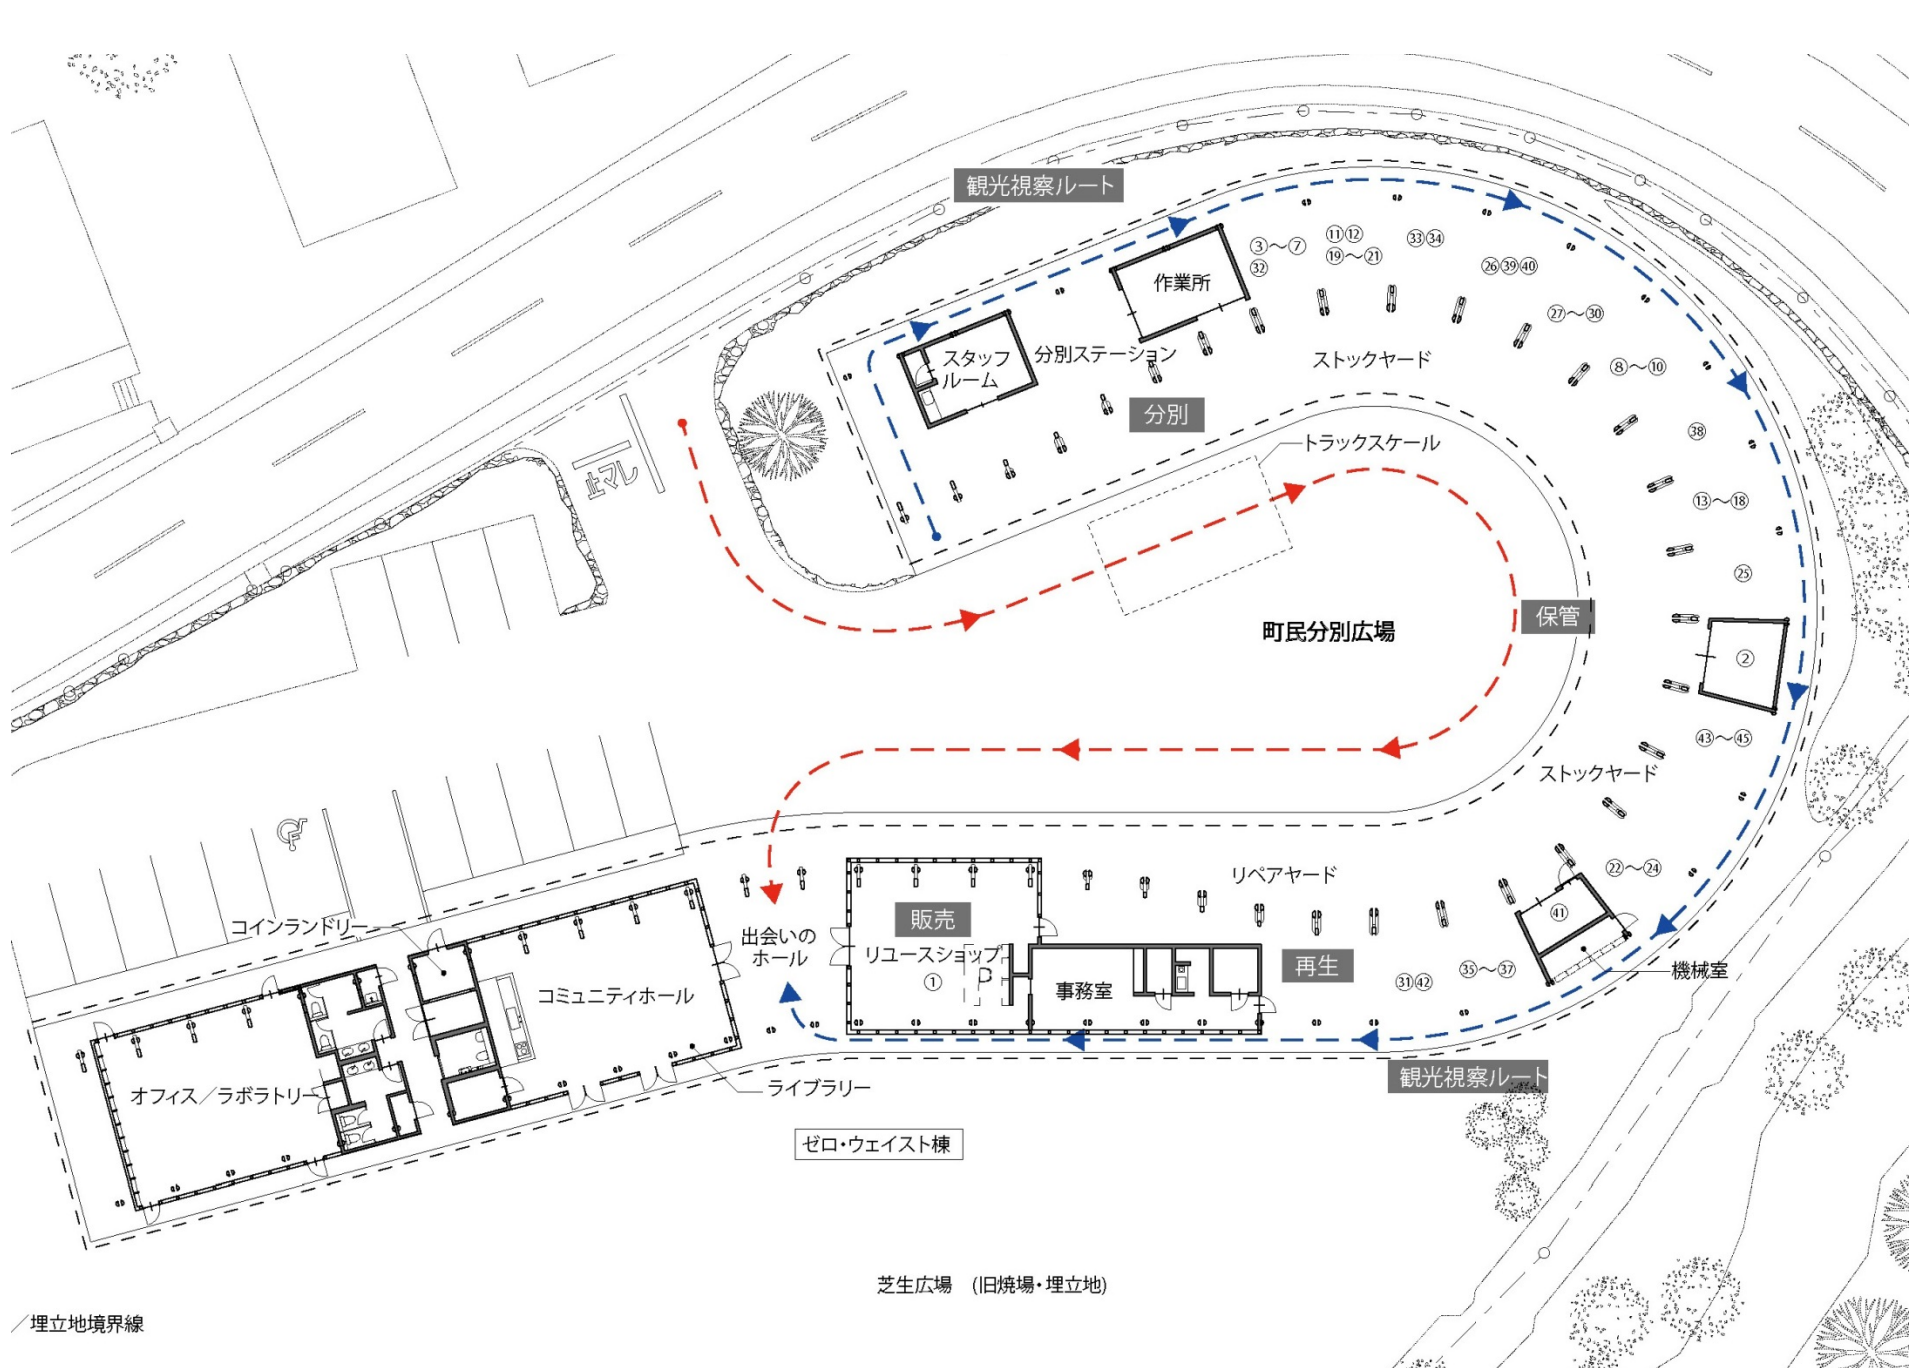 観光視察ルート
作業所
③～⑦
㉜
⑪⑫
⑲～㉑
㉝㉞
㉖㊴㊵
㉗～㉚
スタッフ
ルーム
分別ステーション
ストックヤード
⑧～⑩
分別
トラックスケール
㊳
止マレ
⑬～⑱
㉕
町民分別広場
保管
②
㊸～㊺
ストックヤード
リペアヤード
㉒～㉔
コインランドリー
販売
出会いの
ホール
リユースショップ
①
コミュニティホール
事務室
再生
㉛㊷
㉟～㊲
㊶
機械室
オフィス／ラボラトリー
ライブラリー
観光視察ルート
ゼロ・ウェイスト棟
芝生広場 (旧焼場・埋立地)
埋立地境界線